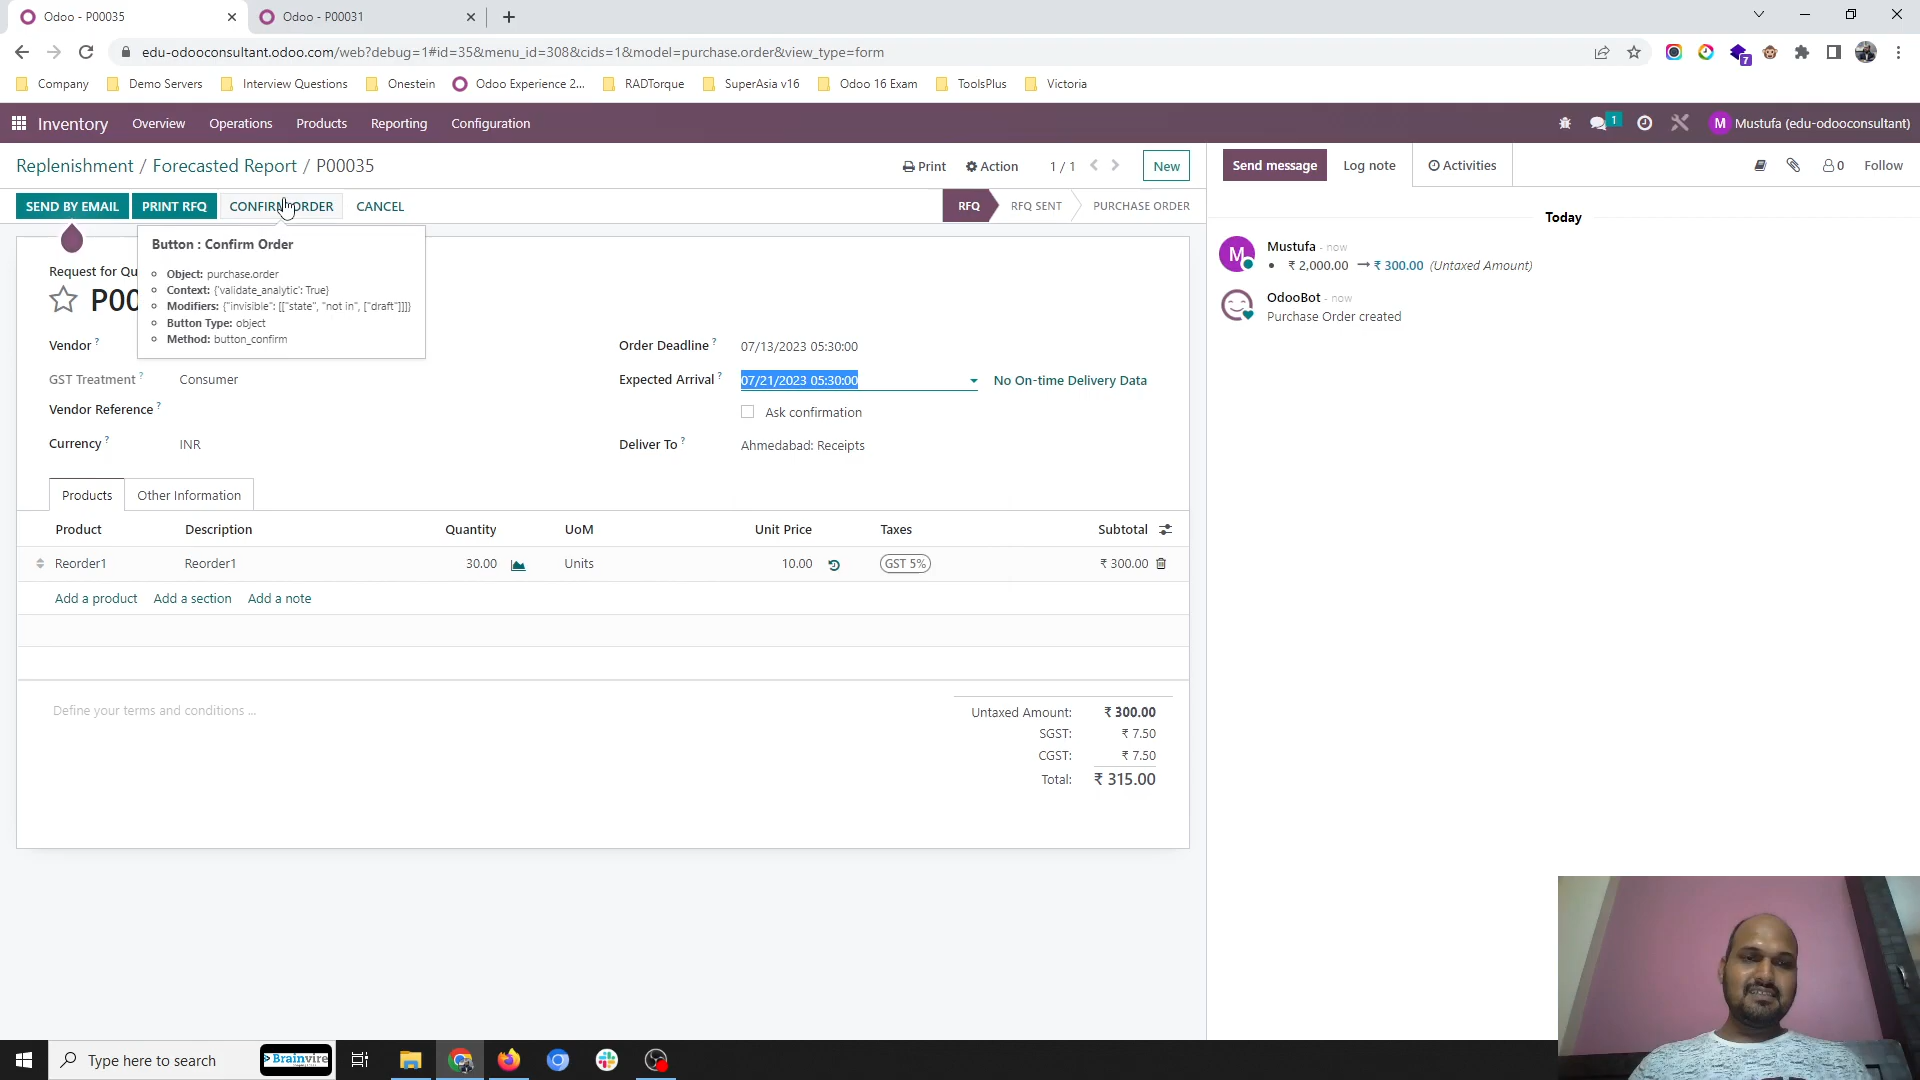 Odoo - P00035
Odoo - P00031
edu-odooconsultant.odoo.com/web?debug=1#id=35&menu_id=308&cids=1&model=purchase.order&view_type=form
7
Company
Demo Servers
Interview Questions
Onestein
Odoo Experience 2...
RADTorque
SuperAsia v16
Odoo 16 Exam
ToolsPlus
Victoria
Inventory
Overview
Operations
Products
Reporting
Configuration
1
M
Mustufa (edu-odooconsultant)
Replenishment / Forecasted Report / P00035
Print
Action
1 / 1
New
Send message
Log note
Activities
0
Follow
SEND BY EMAIL
PRINT RFQ
CONFIRM ORDER
CANCEL
RFQ
RFQ SENT
PURCHASE ORDER
Button : Confirm Order
Object: purchase.order
Context: {'validate_analytic': True}
Modifiers: {"invisible": [["state", "not in", ["draft"]]]}
Button Type: object
Method: button_confirm
Request for Qu
P00
Vendor ?
GST Treatment ? Consumer
Vendor Reference ?
Currency ? INR
Order Deadline ? 07/13/2023 05:30:00
Expected Arrival ? 07/21/2023 05:30:00 No On-time Delivery Data
Ask confirmation
Deliver To ? Ahmedabad: Receipts
Products
Other Information
Product Description Quantity UoM Unit Price Taxes Subtotal
Reorder1 Reorder1 30.00 Units 10.00 GST 5% ₹ 300.00
Add a product Add a section Add a note
Define your terms and conditions ...
Untaxed Amount: ₹ 300.00
SGST: ₹ 7.50
CGST: ₹ 7.50
Total: ₹ 315.00
Today
M
Mustufa - now
₹ 2,000.00 → ₹ 300.00 (Untaxed Amount)
OdooBot - now
Purchase Order created
Type here to search
Brainvire